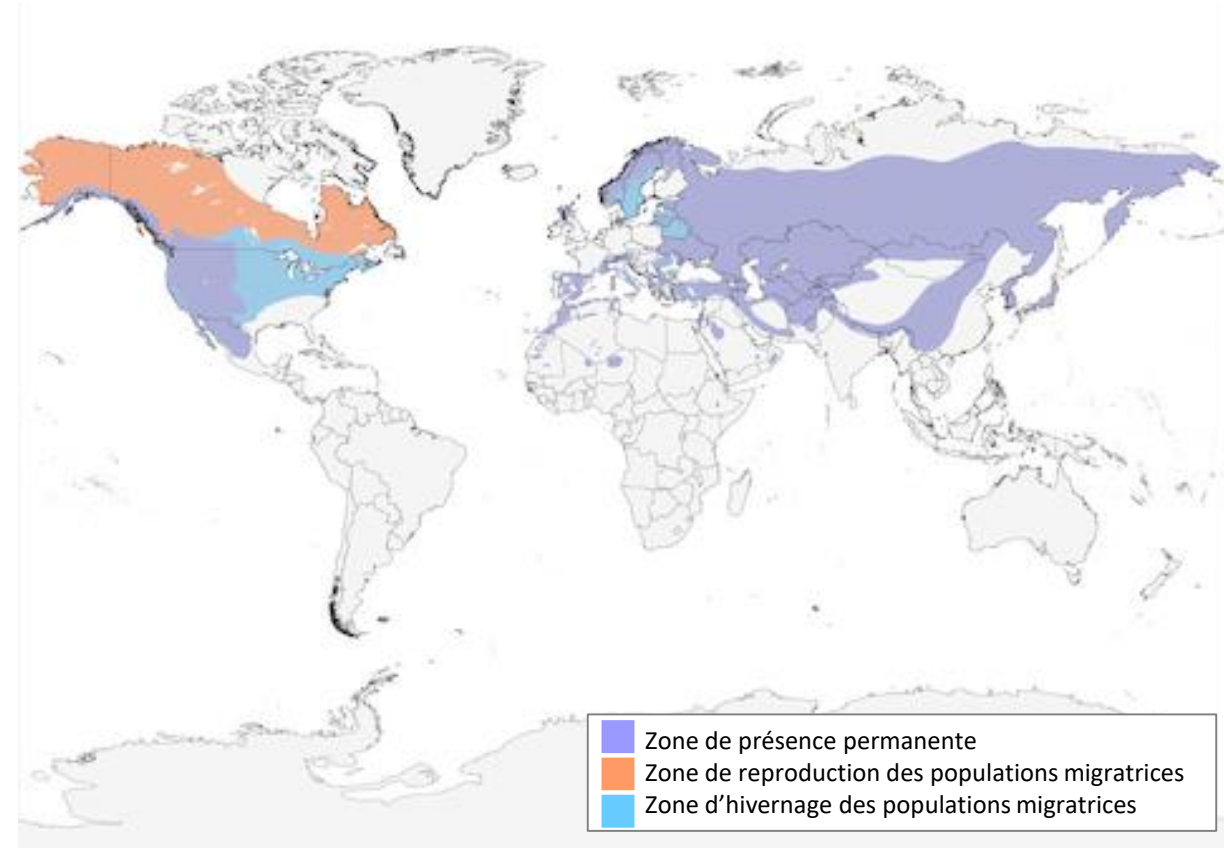 Zone de présence permanente
Zone de reproduction des populations migratrices
Zone d’hivernage des populations migratrices